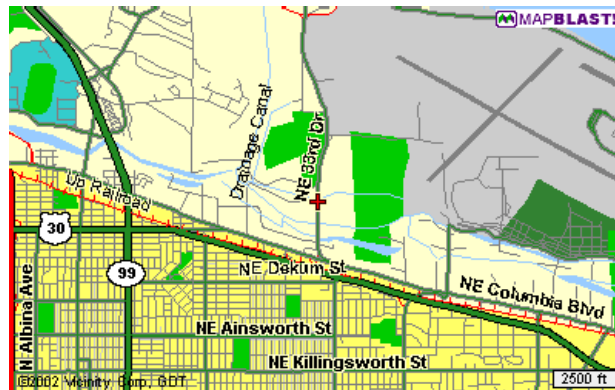 MAPBLAST!
Drainage Canal
NE 33rd Dr
Up Railroad
30
NE Dekum St
99
NE Columbia Blvd
N Albina Ave
NE Ainsworth St
NE Killingsworth St
©2002 Vicinity Corp, GDT
2500 ft